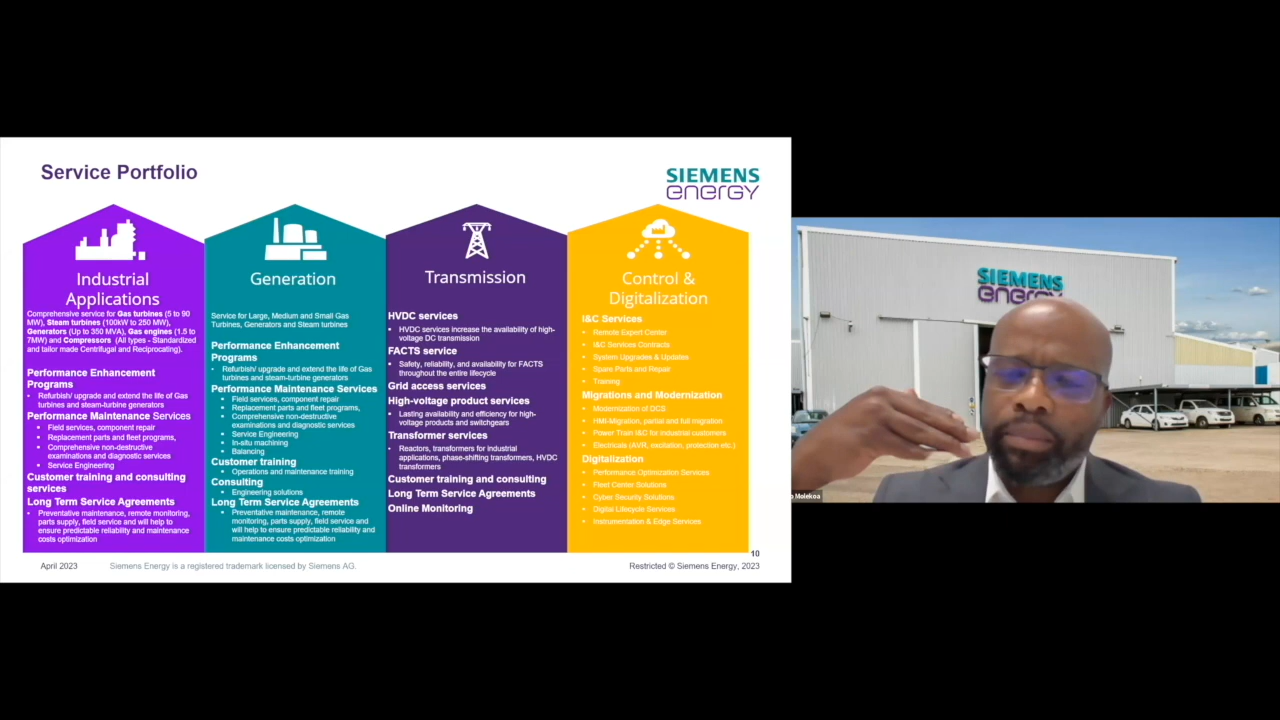 Service Portfolio
SIEMENS
energy
Industrial
Applications
Comprehensive service for Gas turbines (5 to 90
MW), Steam turbines (100kW to 250 MW),
Generators (Up to 350 MVA), Gas engines (1.5 to
7MW) and Compressors (All types - Standardized
and tailor made Centrifugal and Reciprocating).
Performance Enhancement
Programs
• Refurbish/ upgrade and extend the life of Gas
turbines and steam-turbine generators
Performance Maintenance Services
• Field services, component repair
• Replacement parts and fleet programs,
• Comprehensive non-destructive
examinations and diagnostic services
• Service Engineering
Customer training and consulting
services
Long Term Service Agreements
• Preventative maintenance, remote monitoring,
parts supply, field service and will help to
ensure predictable reliability and maintenance
costs optimization
Generation
Service for Large, Medium and Small Gas
Turbines, Generators and Steam turbines
Performance Enhancement
Programs
• Refurbish/ upgrade and extend the life of Gas
turbines and steam-turbine generators
Performance Maintenance Services
• Field services, component repair
• Replacement parts and fleet programs,
• Comprehensive non-destructive
examinations and diagnostic services
• Service Engineering
• In-situ machining
• Balancing
Customer training
• Operations and maintenance training
Consulting
• Engineering solutions
Long Term Service Agreements
• Preventative maintenance, remote
monitoring, parts supply, field service and
will help to ensure predictable reliability and
maintenance costs optimization
Transmission
HVDC services
• HVDC services increase the availability of high-
voltage DC transmission
FACTS service
• Safety, reliability, and availability for FACTS
throughout the entire lifecycle
Grid access services
High-voltage product services
• Lasting availability and efficiency for high-
voltage products and switchgears
Transformer services
• Reactors, transformers for industrial
applications, phase-shifting transformers, HVDC
transformers
Customer training and consulting
Long Term Service Agreements
Online Monitoring
Control &
Digitalization
I&C Services
• Remote Expert Center
• I&C Services Contracts
• System Upgrades & Updates
• Spare Parts and Repair
• Training
Migrations and Modernization
• Modernization of DCS
• HMI-Migration, partial and full migration
• Power Train I&C for industrial customers
• Electricals (AVR, excitation, protection etc.)
Digitalization
• Performance Optimization Services
• Fleet Center Solutions
• Cyber Security Solutions
• Digital Lifecycle Services
• Instrumentation & Edge Services
10
April 2023
Siemens Energy is a registered trademark licensed by Siemens AG.
Restricted © Siemens Energy, 2023
SIEMENS
energy
Molekoa